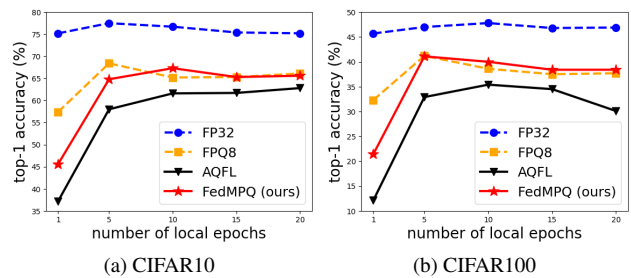 top-1 accuracy (%)
80
75
70
65
60
55
50
45
40
35
FP32
FPQ8
AQFL
FedMPQ (ours)
1 5 10 15 20
number of local epochs
(a) CIFAR10
top-1 accuracy (%)
50
45
40
35
30
25
20
15
10
FP32
FPQ8
AQFL
FedMPQ (ours)
1 5 10 15 20
number of local epochs
(b) CIFAR100